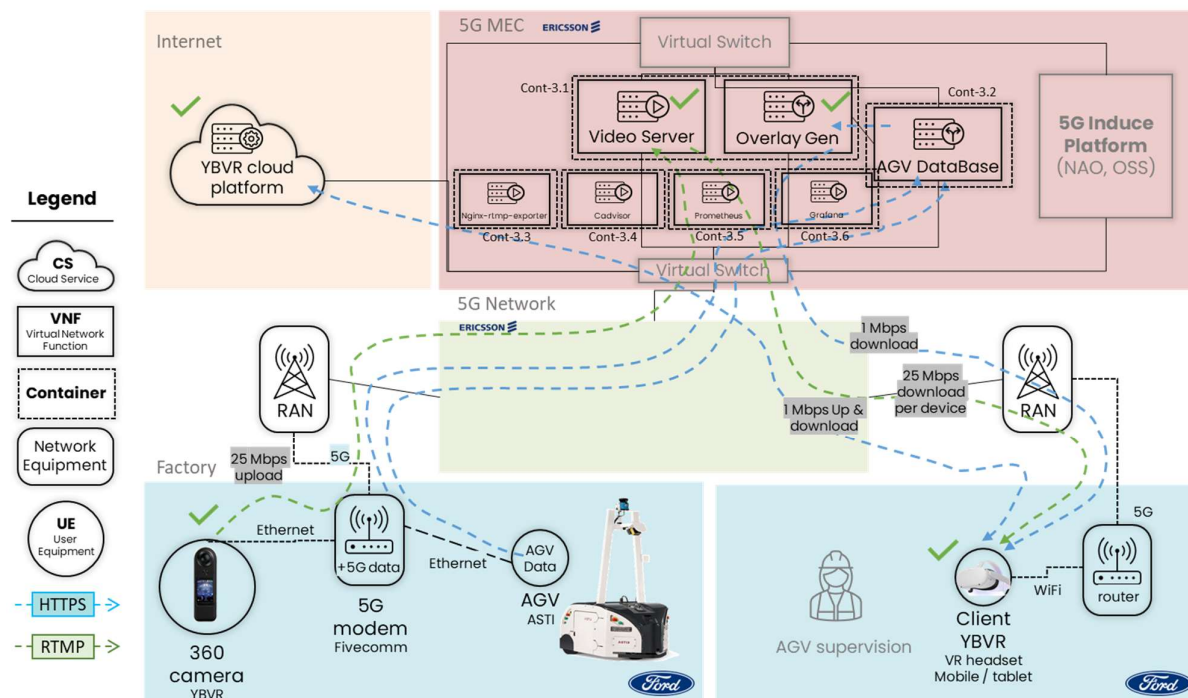 Internet
5G MEC
ERICSSON
Virtual Switch
Cont-3.1
Cont-3.2
Video Server
Overlay Gen
AGV DataBase
5G Induce
Platform
(NAO, OSS)
YBVR cloud
platform
Nginx-rtmp-exporter
Cadvisor
Prometheus
Grafana
Cont-3.3
Cont-3.4
Cont-3.5
Cont-3.6
Virtual Switch
Legend
CS
Cloud Service
VNF
Virtual Network
Function
Container
Network
Equipment
UE
User
Equipment
HTTPS
RTMP
5G Network
ERICSSON
RAN
1 Mbps
download
25 Mbps
download
per device
1 Mbps Up &
download
RAN
Factory
25 Mbps
upload
5G
Ethernet
+5G data
Ethernet
AGV
Data
AGV
ASTI
5G
modem
Fivecomm
360
camera
YBVR
Ford
5G
AGV supervision
WiFi
router
Client
YBVR
VR headset
Mobile / tablet
Ford